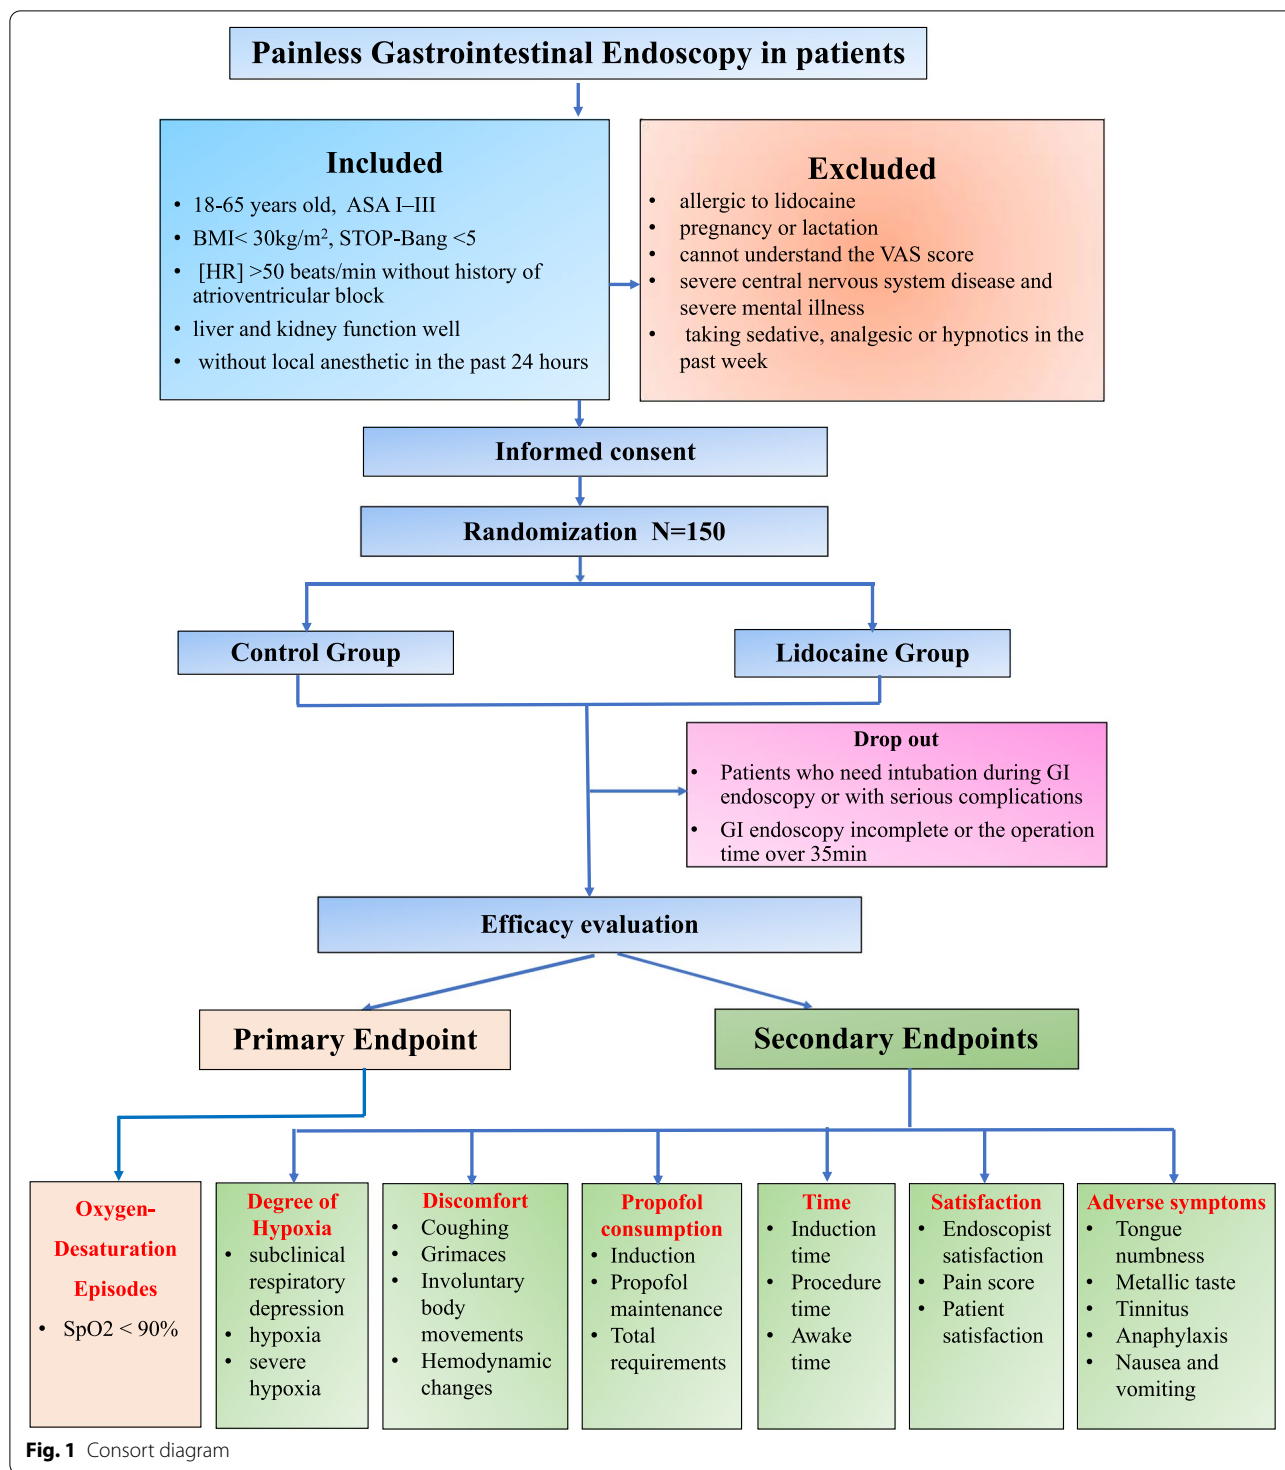 Painless Gastrointestinal Endoscopy in patients
Included
• 18-65 years old, ASA I–III
• BMI< 30kg/m², STOP-Bang <5
• [HR] >50 beats/min without history of
atrioventricular block
• liver and kidney function well
• without local anesthetic in the past 24 hours
Excluded
• allergic to lidocaine
• pregnancy or lactation
• cannot understand the VAS score
• severe central nervous system disease and
severe mental illness
• taking sedative, analgesic or hypnotics in the
past week
Informed consent
Randomization N=150
Control Group
Lidocaine Group
Drop out
• Patients who need intubation during GI
endoscopy or with serious complications
• GI endoscopy incomplete or the operation
time over 35min
Efficacy evaluation
Primary Endpoint
Secondary Endpoints
Oxygen-
Desaturation
Episodes
• SpO2 < 90%
Degree of
Hypoxia
• subclinical
respiratory
depression
• hypoxia
• severe
hypoxia
Discomfort
• Coughing
• Grimaces
• Involuntary
body
movements
• Hemodynamic
changes
Propofol
consumption
• Induction
• Propofol
maintenance
• Total
requirements
Time
• Induction
time
• Procedure
time
• Awake
time
Satisfaction
• Endoscopist
satisfaction
• Pain score
• Patient
satisfaction
Adverse symptoms
• Tongue
numbness
• Metallic taste
• Tinnitus
• Anaphylaxis
• Nausea and
vomiting
Fig. 1 Consort diagram